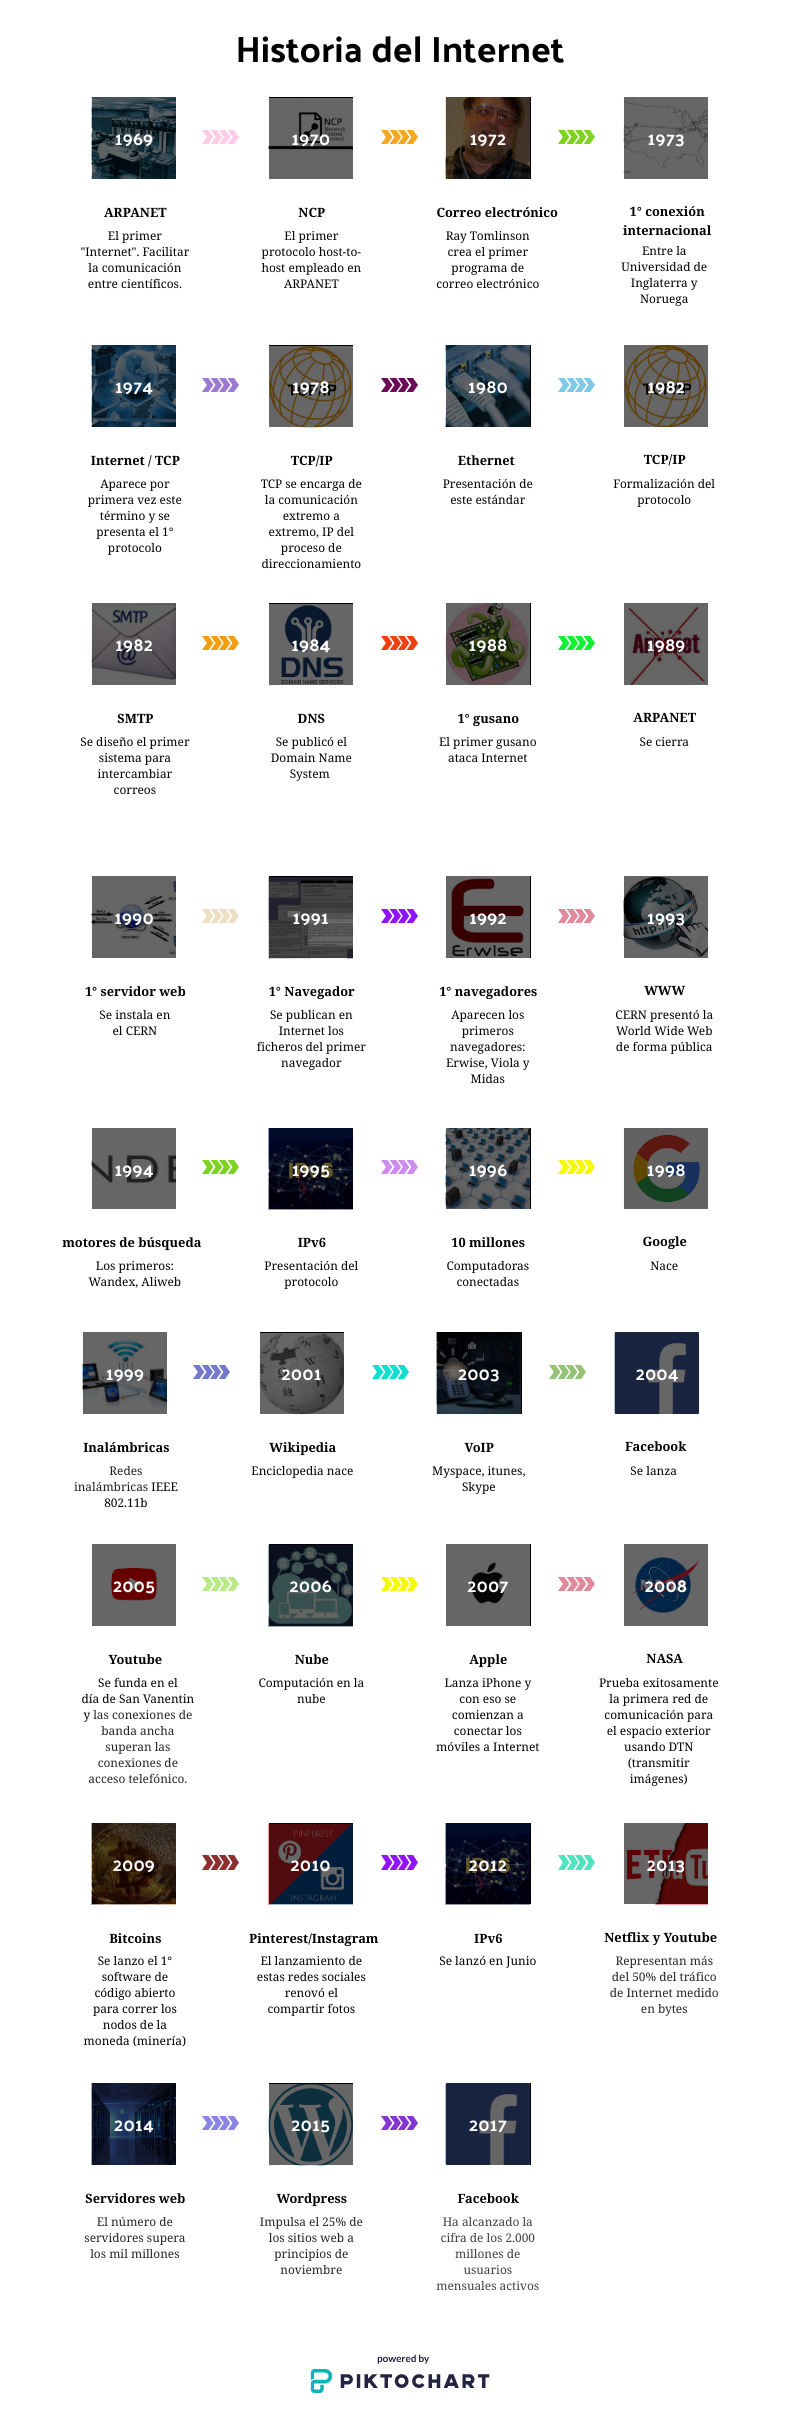 Historia del Internet
1969
NCP
Network
Control
Protocol
1970
1972
1973
ARPANET
El primer
"Internet". Facilitar
la comunicación
entre científicos.
NCP
El primer
protocolo host-to-
host empleado en
ARPANET
Correo electrónico
Ray Tomlinson
crea el primer
programa de
correo electrónico
1° conexión
internacional
Entre la
Universidad de
Inglaterra y
Noruega
1974
1978
1980
1982
Internet / TCP
Aparece por
primera vez este
término y se
presenta el 1°
protocolo
TCP/IP
TCP se encarga de
la comunicación
extremo a
extremo, IP del
proceso de
direccionamiento
Ethernet
Presentación de
este estándar
TCP/IP
Formalización del
protocolo
SMTP
@
1982
1984
DNS
DOMAIN NAME SERVICES
1988
Arpanet
1989
SMTP
Se diseño el primer
sistema para
intercambiar
correos
DNS
Se publicó el
Domain Name
System
1° gusano
El primer gusano
ataca Internet
ARPANET
Se cierra
1990
1991
1992
Erwise
http://
1993
1° servidor web
Se instala en
el CERN
1° Navegador
Se publican en
Internet los
ficheros del primer
navegador
1° navegadores
Aparecen los
primeros
navegadores:
Erwise, Viola y
Midas
WWW
CERN presentó la
World Wide Web
de forma pública
1994
1995
1996
1998
motores de búsqueda
Los primeros:
Wandex, Aliweb
IPv6
Presentación del
protocolo
10 millones
Computadoras
conectadas
Google
Nace
1999
2001
2003
2004
Inalámbricas
Redes
inalámbricas IEEE
802.11b
Wikipedia
Enciclopedia nace
VoIP
Myspace, itunes,
Skype
Facebook
Se lanza
2005
2006
2007
2008
Youtube
Se funda en el
día de San Vanentin
y las conexiones de
banda ancha
superan las
conexiones de
acceso telefónico.
Nube
Computación en la
nube
Apple
Lanza iPhone y
con eso se
comienzan a
conectar los
móviles a Internet
NASA
Prueba exitosamente
la primera red de
comunicación para
el espacio exterior
usando DTN
(transmitir
imágenes)
2009
PINTEREST
2010
INSTAGRAM
2012
2013
Bitcoins
Se lanzo el 1°
software de
código abierto
para correr los
nodos de la
moneda (minería)
Pinterest/Instagram
El lanzamiento de
estas redes sociales
renovó el
compartir fotos
IPv6
Se lanzó en Junio
Netflix y Youtube
Representan más
del 50% del tráfico
de Internet medido
en bytes
2014
2015
2017
Servidores web
El número de
servidores supera
los mil millones
Wordpress
Impulsa el 25% de
los sitios web a
principios de
noviembre
Facebook
Ha alcanzado la
cifra de los 2.000
millones de
usuarios
mensuales activos
powered by
PIKTOCHART